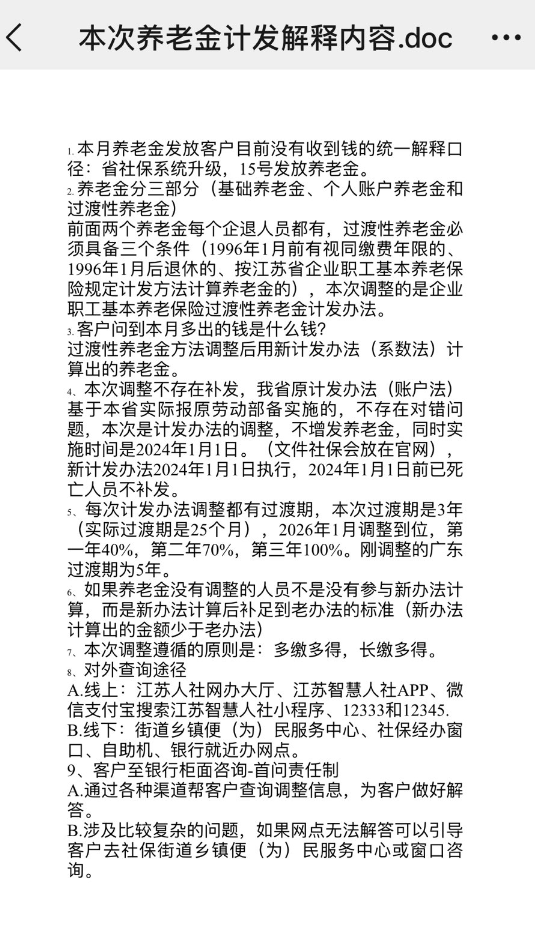 本次养老金计发解释内容.doc
1. 本月养老金发放客户目前没有收到钱的统一解释口
径：省社保系统升级，15号发放养老金。
2. 养老金分三部分（基础养老金、个人账户养老金和
过渡性养老金）
前面两个养老金每个企退人员都有，过渡性养老金必
须具备三个条件（1996年1月前有视同缴费年限的、
1996年1月后退休的、按江苏省企业职工基本养老保
险规定计发方法计算养老金的），本次调整的是企业
职工基本养老保险过渡性养老金计发办法。
3. 客户问到本月多出的钱是什么钱？
过渡性养老金方法调整后用新计发办法（系数法）计
算出的养老金。
4、本次调整不存在补发，我省原计发办法（账户法）
基于本省实际报原劳动部备实施的，不存在对错问
题，本次是计发办法的调整，不增发养老金，同时实
施时间是2024年1月1日。（文件社保会放在官网），
新计发办法2024年1月1日执行，2024年1月1日前已死
亡人员不补发。
5、每次计发办法调整都有过渡期，本次过渡期是3年
（实际过渡期是25个月），2026年1月调整到位，第
一年40%，第二年70%，第三年100%。刚调整的广东
过渡期为5年。
6、如果养老金没有调整的人员不是没有参与新办法计
算，而是新办法计算后补足到老办法的标准（新办法
计算出的金额少于老办法）
7、本次调整遵循的原则是：多缴多得，长缴多得。
8、对外查询途径
A.线上：江苏人社网办大厅、江苏智慧人社APP、微
信支付宝搜索江苏智慧人社小程序、12333和12345.
B.线下：街道乡镇便（为）民服务中心、社保经办窗
口、自助机、银行就近办网点。
9、客户至银行柜面咨询-首问责任制
A.通过各种渠道帮客户查询调整信息，为客户做好解
答。
B.涉及比较复杂的问题，如果网点无法解答可以引导
客户去社保街道乡镇便（为）民服务中心或窗口咨
询。